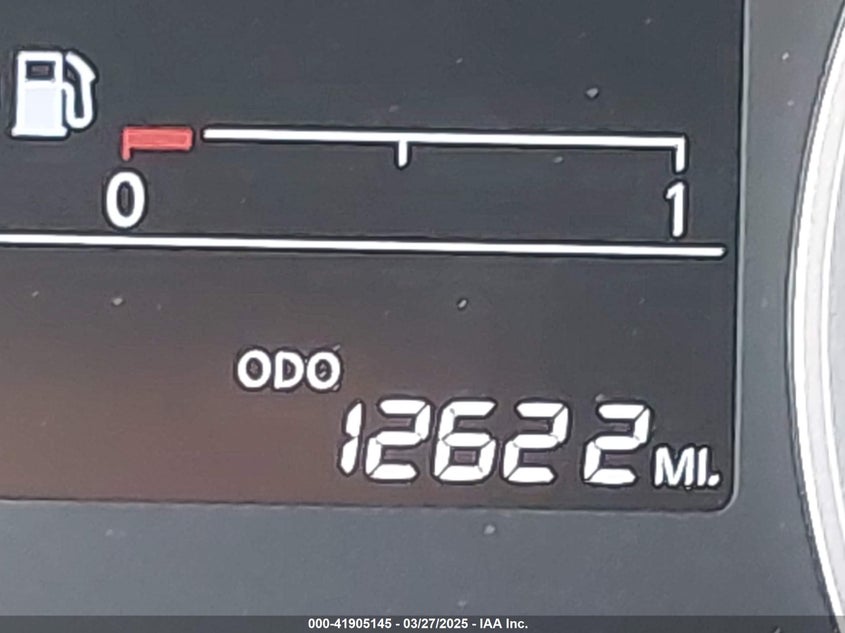 0 1
ODO
12622 MI.
000-41905145 - 03/27/2025 - IAA Inc.